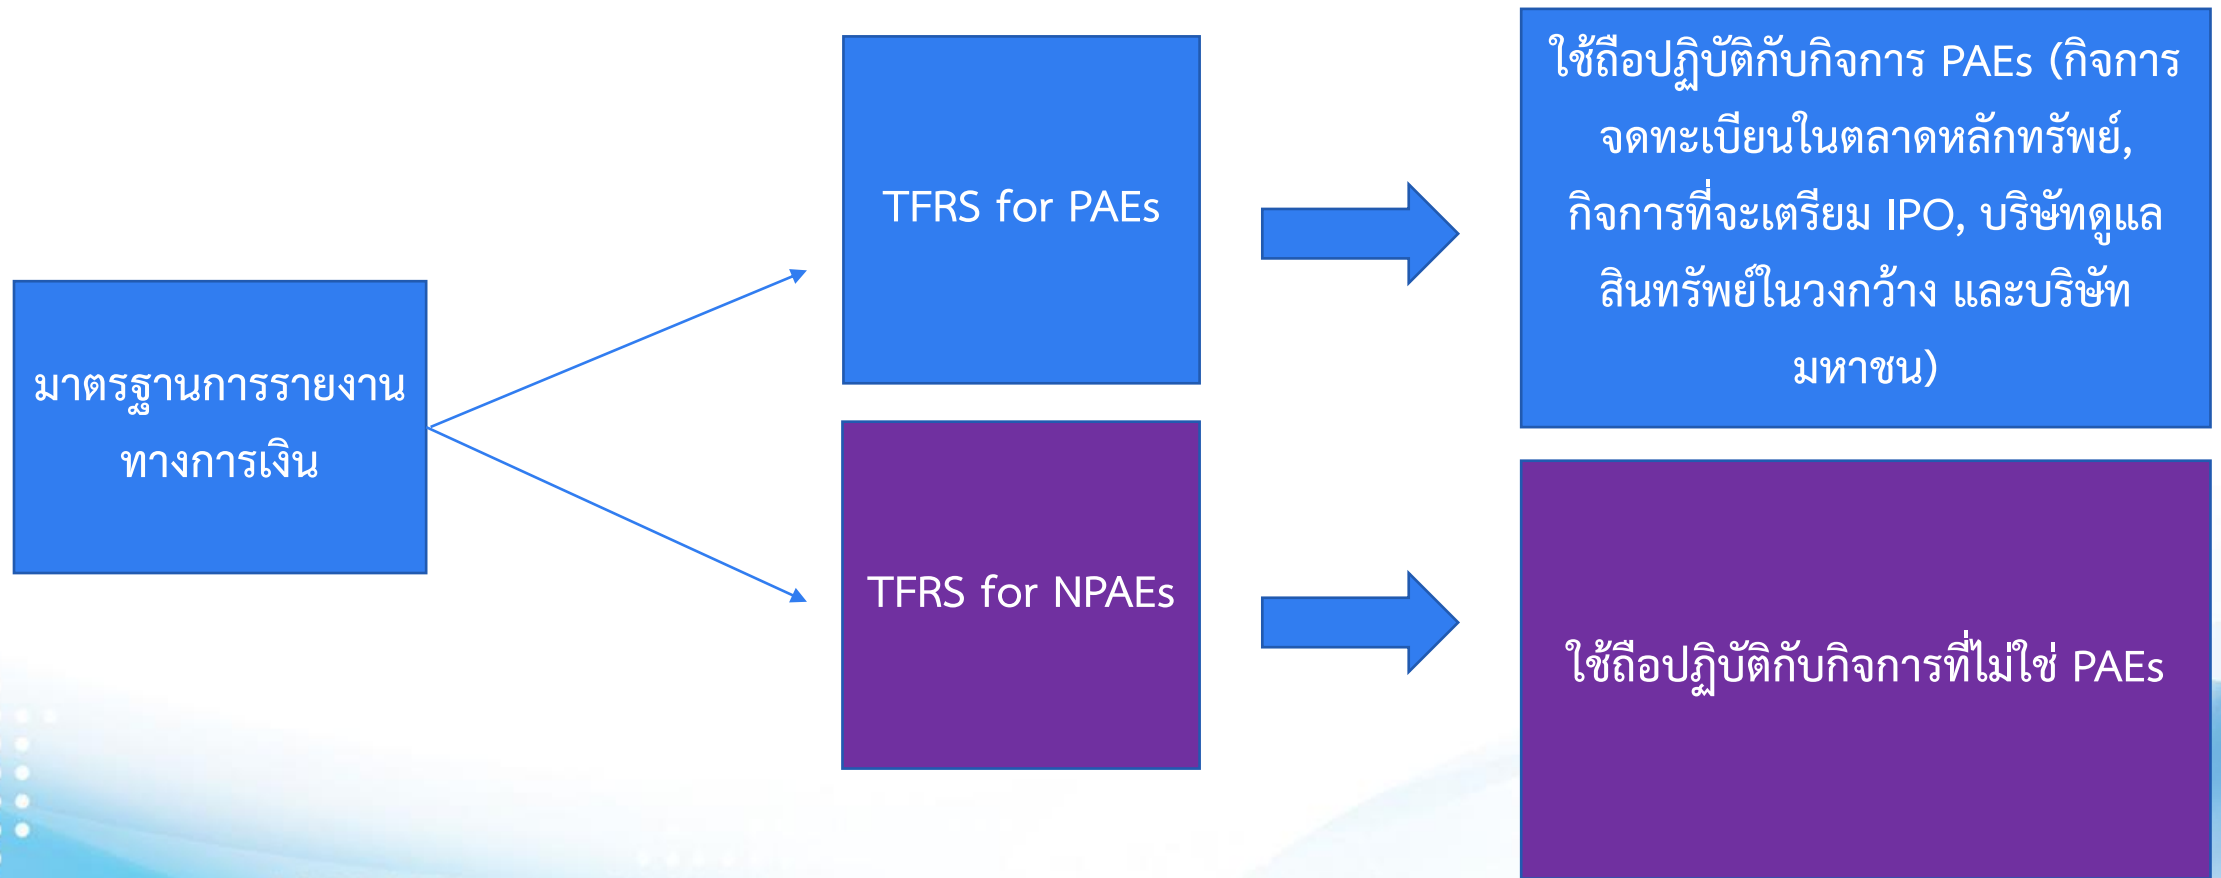 มาตรฐานการรายงาน
ทางการเงิน
TFRS for PAEs
ใช้ถือปฏิบัติกับกิจการ PAEs (กิจการ
จดทะเบียนในตลาดหลักทรัพย์,
กิจการที่จะเตรียม IPO, บริษัทดูแล
สินทรัพย์ในวงกว้าง และบริษัท
มหาชน)
TFRS for NPAEs
ใช้ถือปฏิบัติกับกิจการที่ไม่ใช่ PAEs